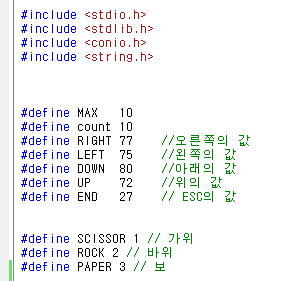 #include <stdio.h>
#include <stdlib.h>
#include <conio.h>
#include <string.h>
#define MAX 10
#define count 10
#define RIGHT 77 //오른쪽의 값
#define LEFT 75 //왼쪽의 값
#define DOWN 80 //아래의 값
#define UP 72 //위의 값
#define END 27 // ESC의 값
#define SCISSOR 1 // 가위
#define ROCK 2 // 바위
#define PAPER 3 // 보